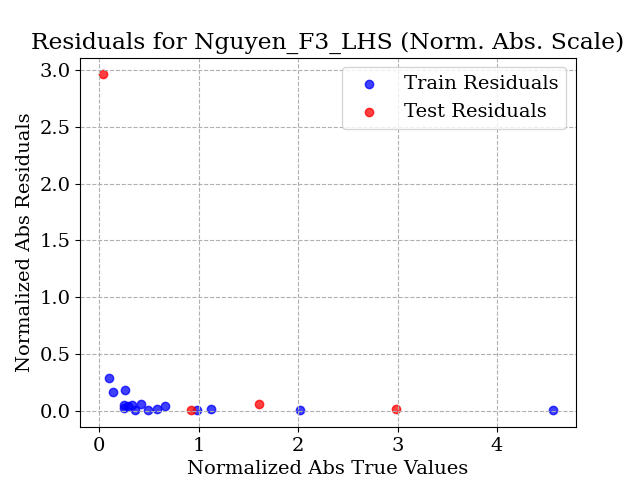 Residuals for Nguyen_F3_LHS (Norm. Abs. Scale)
Train Residuals
Test Residuals
Normalized Abs Residuals
3.0
2.5
2.0
1.5
1.0
0.5
0.0
0 1 2 3 4
Normalized Abs True Values